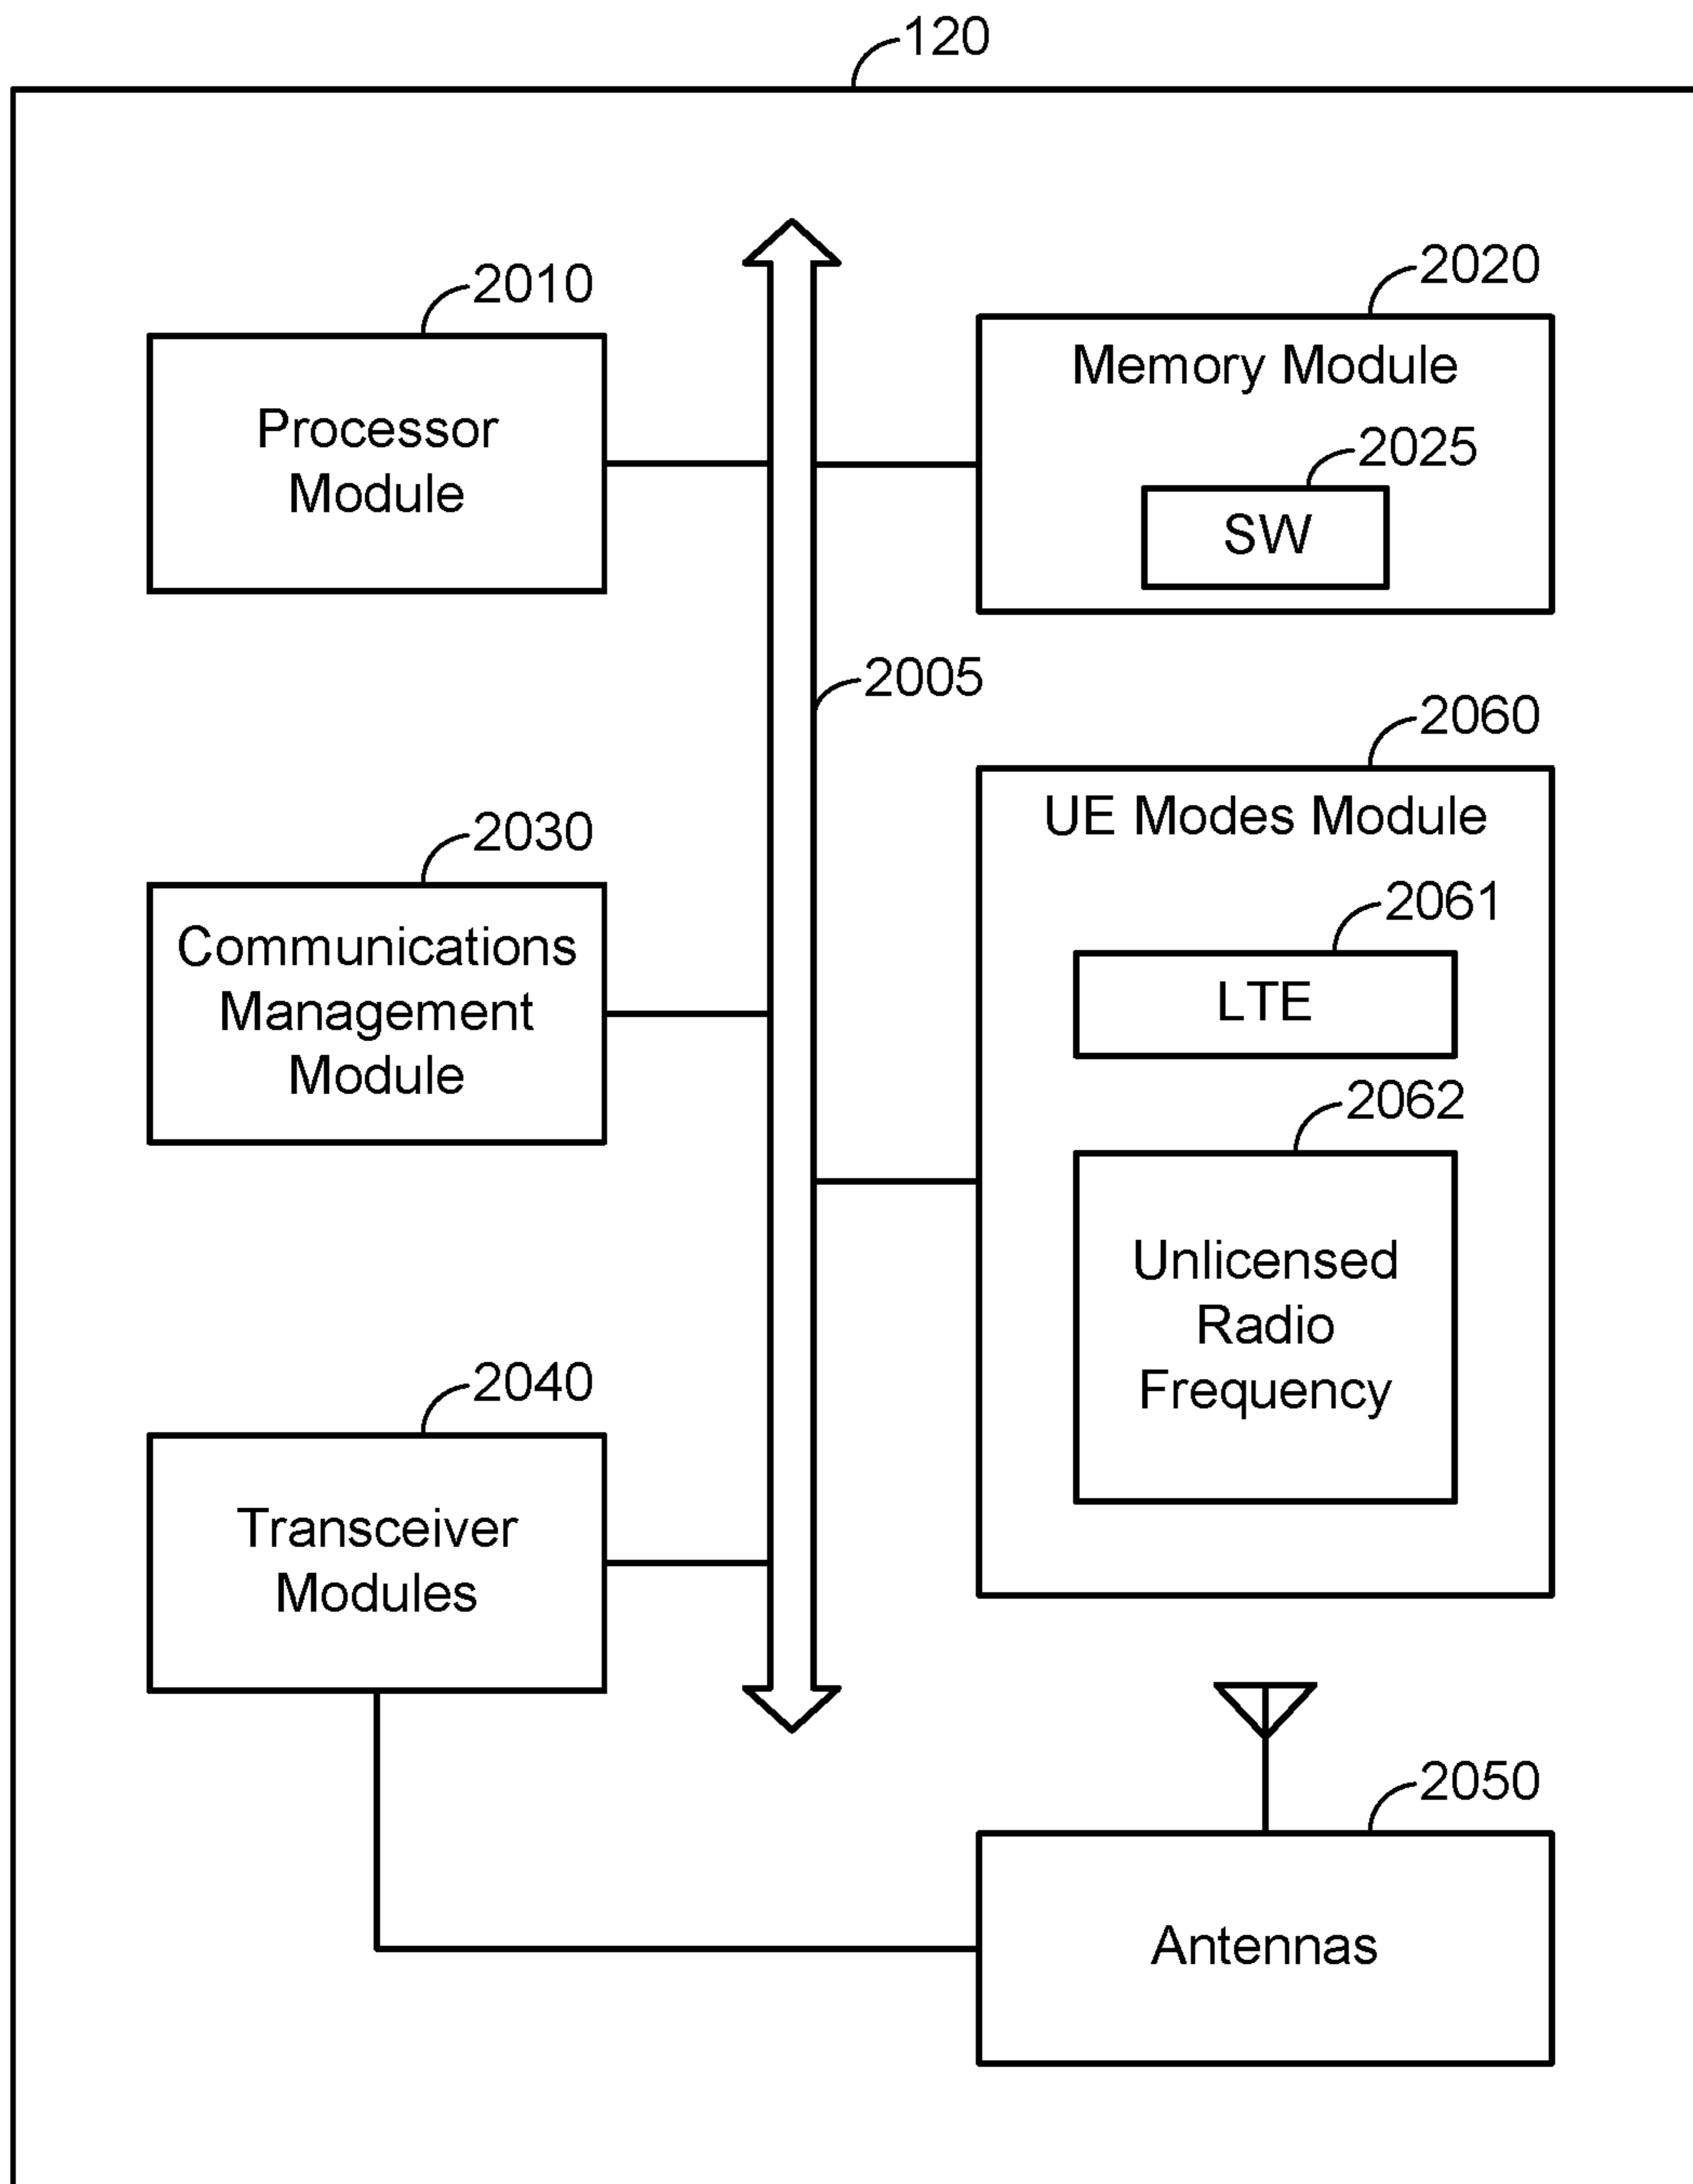 120
2010
Processor
Module
2020
Memory Module
2025
SW
2005
2030
Communications
Management
Module
2060
UE Modes Module
2061
LTE
2062
Unlicensed
Radio
Frequency
2040
Transceiver
Modules
2050
Antennas